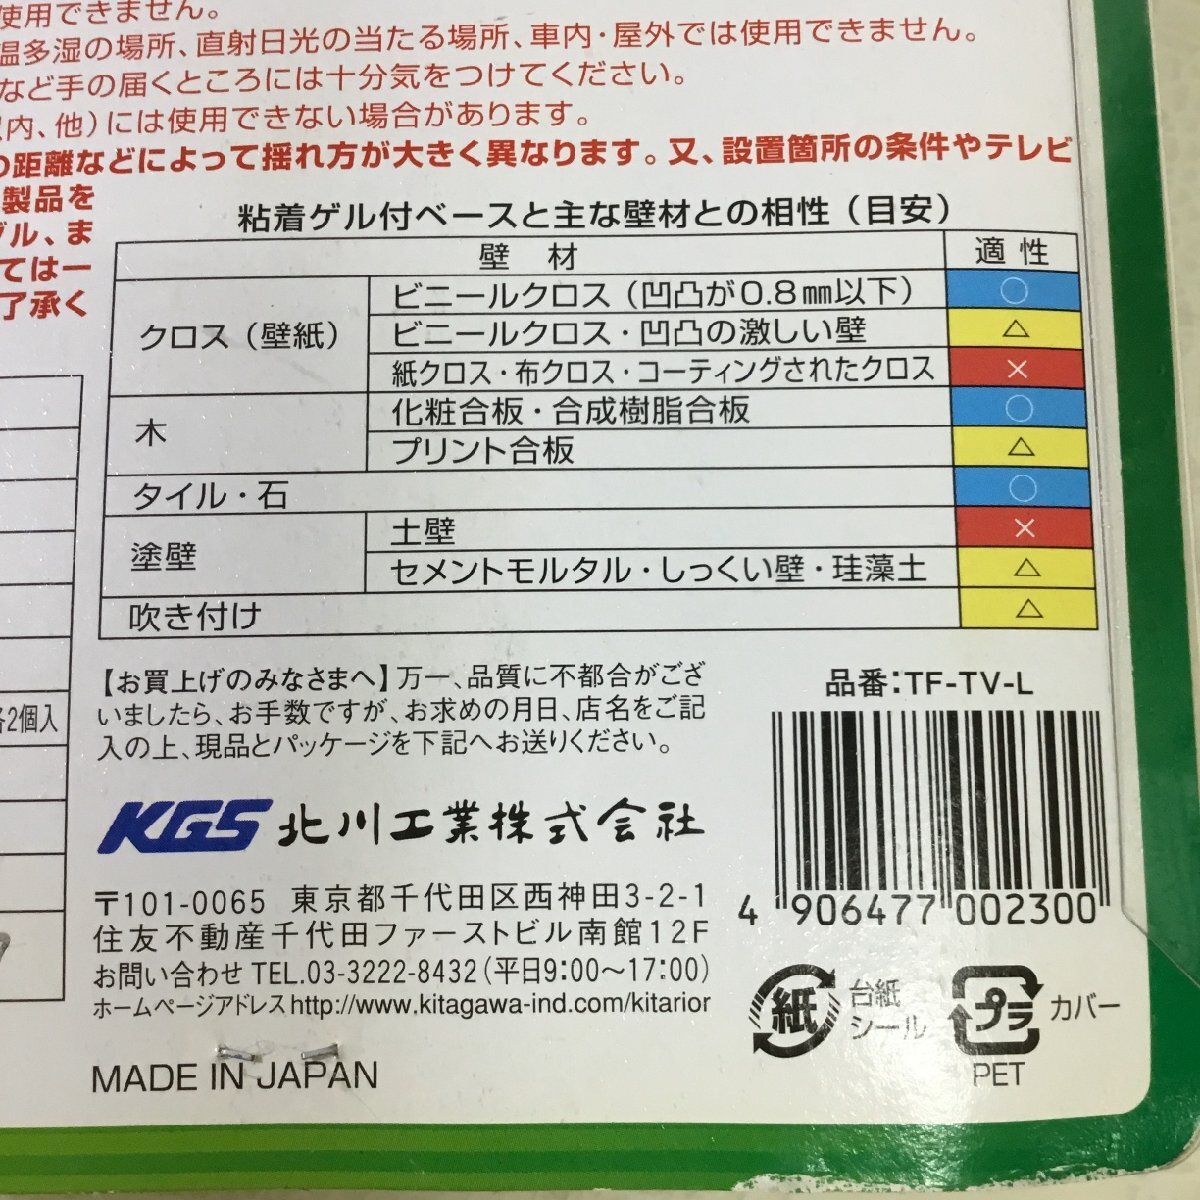 使用できません。
温多湿の場所、直射日光の当たる場所、車内・屋外では使用できません。
など手の届くところには十分気をつけてください。
内、他)には使用できない場合があります。
距離などによって揺れ方が大きく異なります。又、設置箇所の条件やテレビ
製品を
ブル、ま
ては一
了承く
粘着ゲル付ベースと主な壁材との相性(目安)
壁 材 適 性
クロス(壁紙) ビニールクロス(凹凸が0.8㎜以下) ○
ビニールクロス・凹凸の激しい壁 △
紙クロス・布クロス・コーティングされたクロス ×
木 化粧合板・合成樹脂合板 ○
プリント合板 △
タイル・石 ○
塗壁 土壁 ×
セメントモルタル・しっくい壁・珪藻土 △
吹き付け △
各2個入
【お買上げのみなさまへ】万一、品質に不都合がござ
いましたら、お手数ですが、お求めの月日、店名をご記
入の上、現品とパッケージを下記へお送りください。
品番:TF-TV-L
4 906477 002300
KGS 北川工業株式会社
〒101-0065 東京都千代田区西神田3-2-1
住友不動産千代田ファーストビル南館12F
お問い合わせ TEL.03-3222-8432(平日9:00〜17:00)
ホームページアドレスhttp://www.kitagawa-ind.com/kitarior
紙 台紙
シール
プラ カバー
PET
MADE IN JAPAN